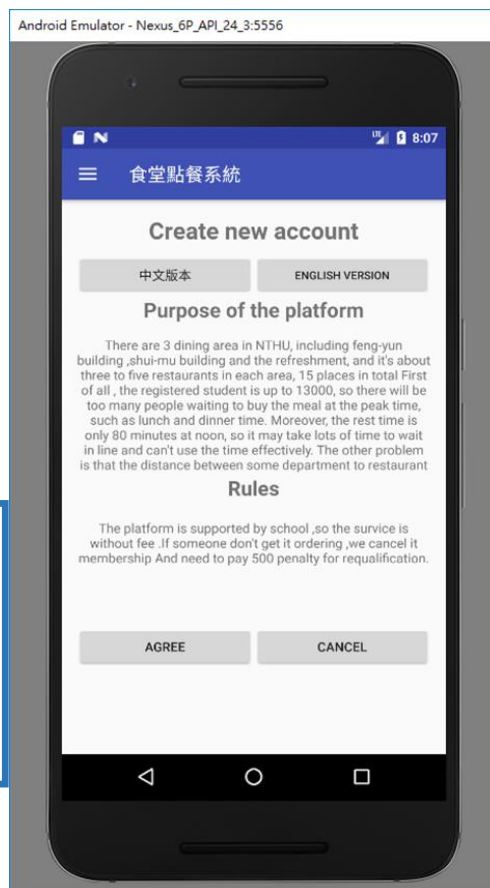 Android Emulator - Nexus_6P_API_24_3:5556
LTE 8:07
食堂點餐系統
Create new account
中文版本 ENGLISH VERSION
Purpose of the platform
There are 3 dining area in NTHU, including feng-yun
building ,shui-mu building and the refreshment, and it's about
three to five restaurants in each area, 15 places in total First
of all , the registered student is up to 13000, so there will be
too many people waiting to buy the meal at the peak time,
such as lunch and dinner time. Moreover, the rest time is
only 80 minutes at noon, so it may take lots of time to wait
in line and can't use the time effectively. The other problem
is that the distance between some department to restaurant
Rules
The platform is supported by school ,so the survice is
without fee .If someone don't get it ordering ,we cancel it
membership And need to pay 500 penalty for requalification.
AGREE CANCEL